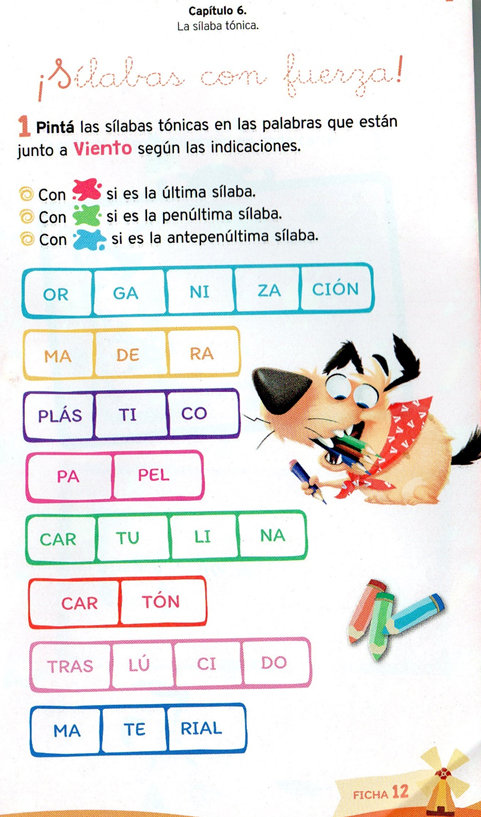 Capítulo 6.
La sílaba tónica.
¡Sílabas con fuerza!
1 Pintá las sílabas tónicas en las palabras que están
junto a Viento según las indicaciones.
Con si es la última sílaba.
Con si es la penúltima sílaba.
Con si es la antepenúltima sílaba.
OR GA NI ZA CIÓN
MA DE RA
PLÁS TI CO
PA PEL
CAR TU LI NA
CAR TÓN
TRAS LÚ CI DO
MA TE RIAL
FICHA 12